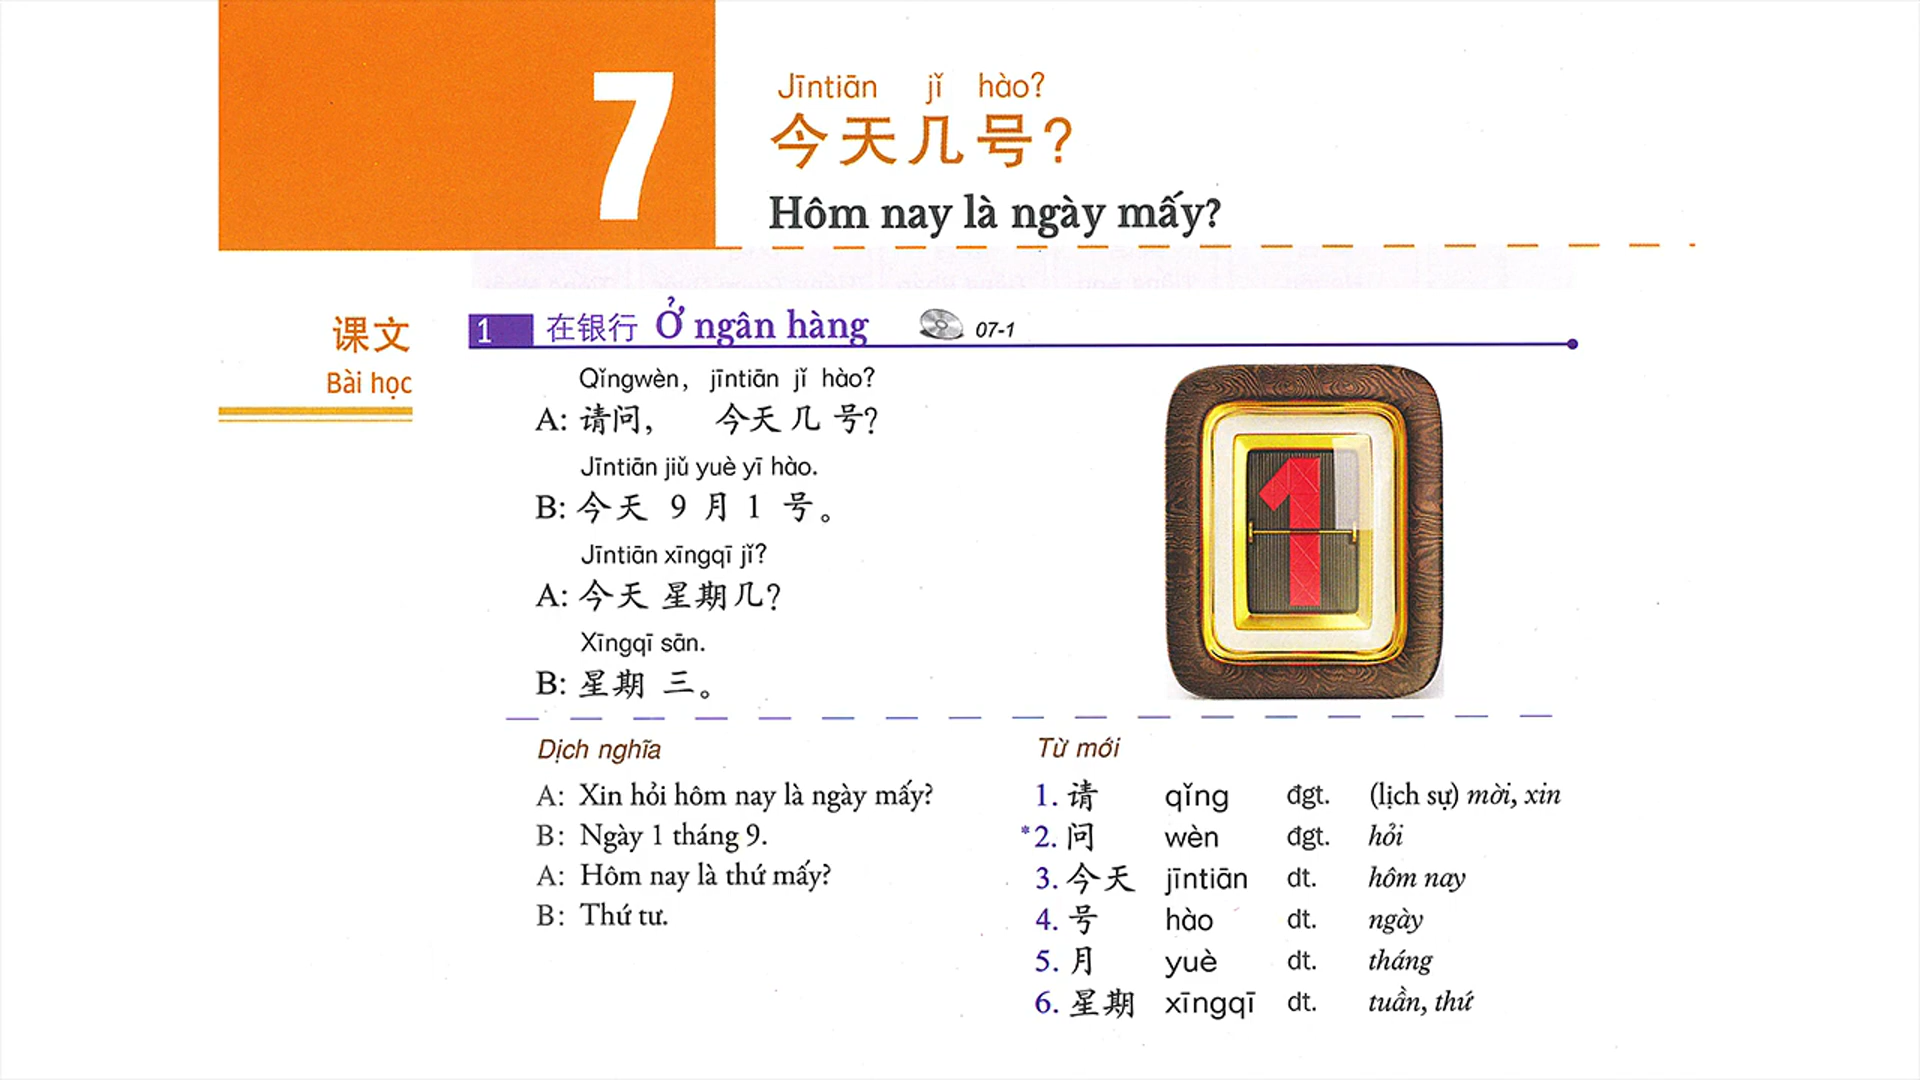 7
Jīntiān jǐ hào?
今天几号?
Hôm nay là ngày mấy?
课文
Bài học
1 在银行 Ở ngân hàng 07-1
Qǐngwèn, jīntiān jǐ hào?
A: 请问, 今天几号?
Jīntiān jiǔ yuè yī hào.
B: 今天 9 月 1 号。
Jīntiān xīngqī jǐ?
A: 今天星期几?
Xīngqī sān.
B: 星期三。
1
Dịch nghĩa
A: Xin hỏi hôm nay là ngày mấy?
B: Ngày 1 tháng 9.
A: Hôm nay là thứ mấy?
B: Thứ tư.
Từ mới
1. 请 qǐng đgt. (lịch sự) mời, xin
*2. 问 wèn đgt. hỏi
3. 今天 jīntiān dt. hôm nay
4. 号 hào dt. ngày
5. 月 yuè dt. tháng
6. 星期 xīngqī dt. tuần, thứ